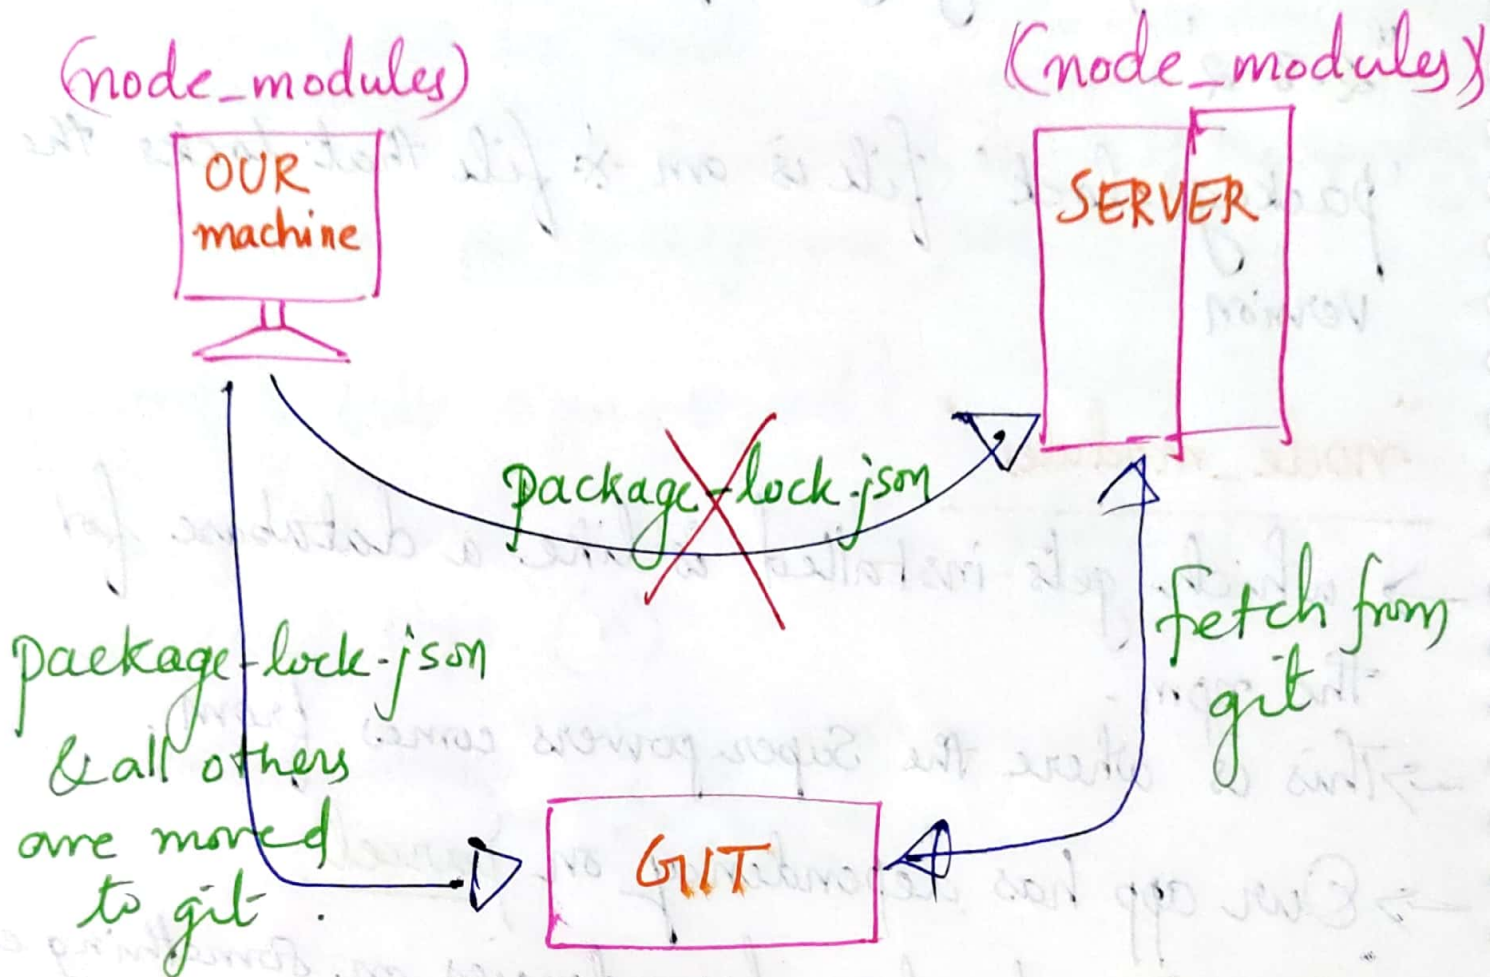 (node_modules)
(node_modules)
OUR
machine
SERVER
package-lock.json
package-lock.json
& all others
are moved
to git.
fetch from
git
GIT